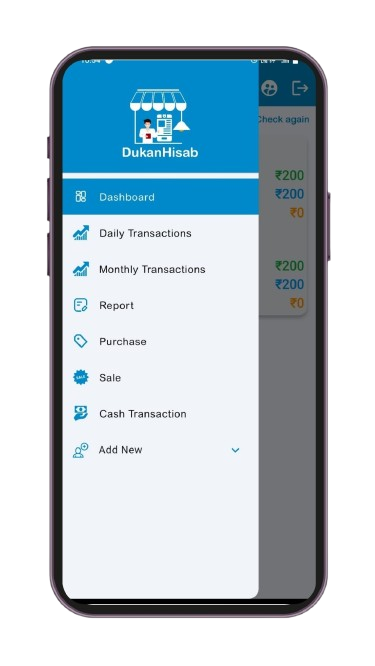 DukanHisab
Check again
Dashboard
₹200
₹200
Daily Transactions
₹0
Monthly Transactions
₹200
₹200
Report
₹0
Purchase
SALE
Sale
Cash Transaction
Add New